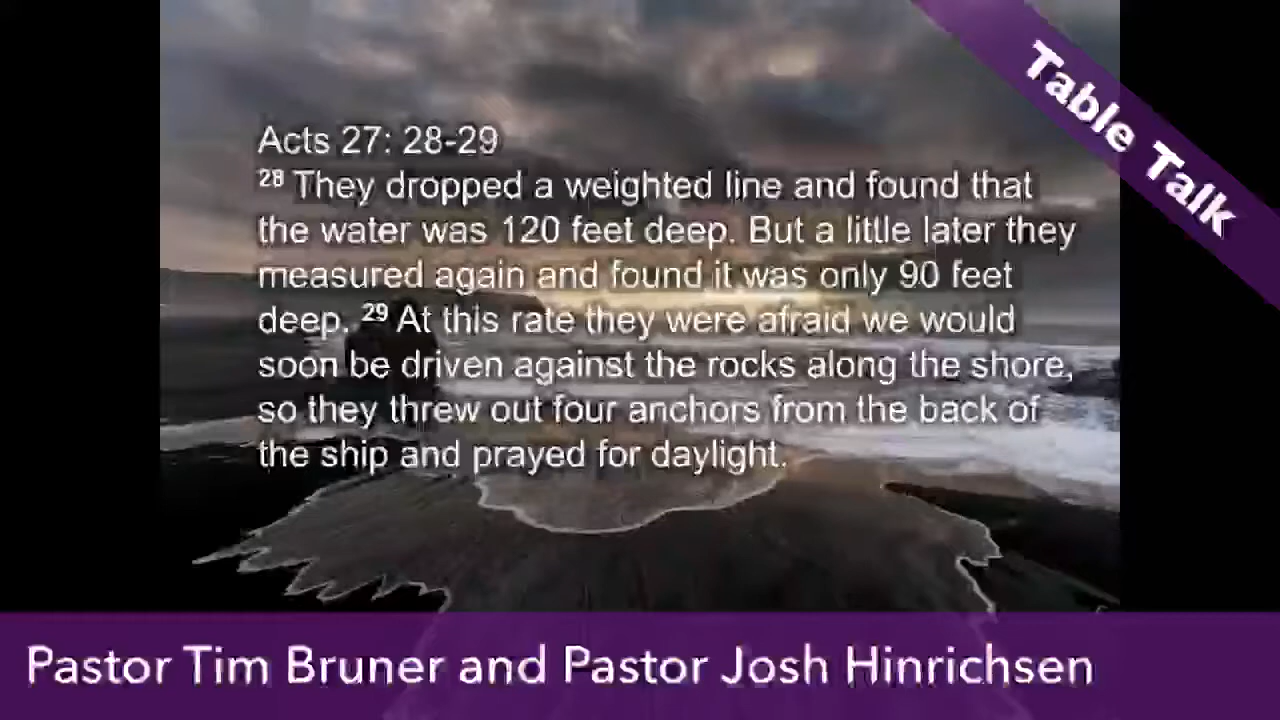 Table Talk
Acts 27: 28-29
28 They dropped a weighted line and found that
the water was 120 feet deep. But a little later they
measured again and found it was only 90 feet
deep. 29 At this rate they were afraid we would
soon be driven against the rocks along the shore,
so they threw out four anchors from the back of
the ship and prayed for daylight.
Pastor Tim Bruner and Pastor Josh Hinrichsen